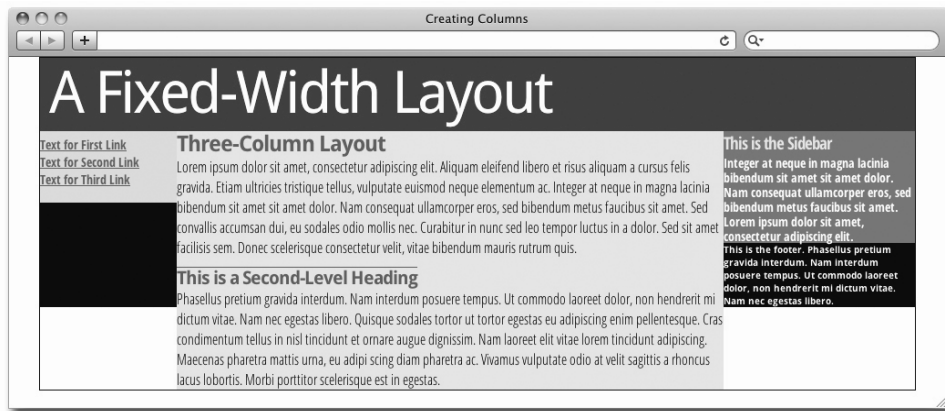 Creating Columns
A Fixed-Width Layout
Text for First Link
Text for Second Link
Text for Third Link
Three-Column Layout
Lorem ipsum dolor sit amet, consectetur adipiscing elit. Aliquam eleifend libero et risus aliquam a cursus felis
gravida. Etiam ultricies tristique tellus, vulputate euismod neque elementum ac. Integer at neque in magna lacinia
bibendum sit amet sit amet dolor. Nam consequat ullamcorper eros, sed bibendum metus faucibus sit amet. Sed
convallis accumsan dui, eu sodales odio mollis nec. Curabitur in nunc sed leo tempor luctus in a dolor. Sed sit amet
facilisis sem. Donec scelerisque consectetur velit, vitae bibendum mauris rutrum quis.
This is a Second-Level Heading
Phasellus pretium gravida interdum. Nam interdum posuere tempus. Ut commodo laoreet dolor, non hendrerit mi
dictum vitae. Nam nec egestas libero. Quisque sodales tortor ut tortor egestas eu adipiscing enim pellentesque. Cras
condimentum tellus in nisl tincidunt et ornare augue dignissim. Nam laoreet elit vitae lorem tincidunt adipiscing.
Maecenas pharetra mattis urna, eu adipi scing diam pharetra ac. Vivamus vulputate odio at velit sagittis a rhoncus
lacus lobortis. Morbi porttitor scelerisque est in egestas.
This is the Sidebar
Integer at neque in magna lacinia
bibendum sit amet sit amet dolor.
Nam consequat ullamcorper eros, sed
bibendum metus faucibus sit amet.
Lorem ipsum dolor sit amet,
consectetur adipiscing elit.
This is the footer. Phasellus pretium
gravida interdum. Nam interdum
posuere tempus. Ut commodo laoreet
dolor, non hendrerit mi dictum vitae.
Nam nec egestas libero.